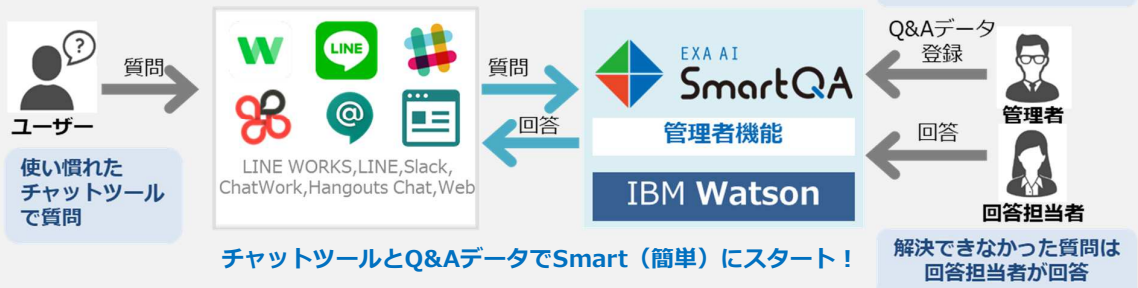 ユーザー
使い慣れた
チャットツール
で質問
質問
LINE
LINE WORKS,LINE,Slack,
ChatWork,Hangouts Chat,Web
質問
回答
EXA AI
SmartQA
管理者機能
IBM Watson
Q&Aデータ
登録
管理者
回答
回答担当者
解決できなかった質問は
回答担当者が回答
チャットツールとQ&AデータでSmart（簡単）にスタート！